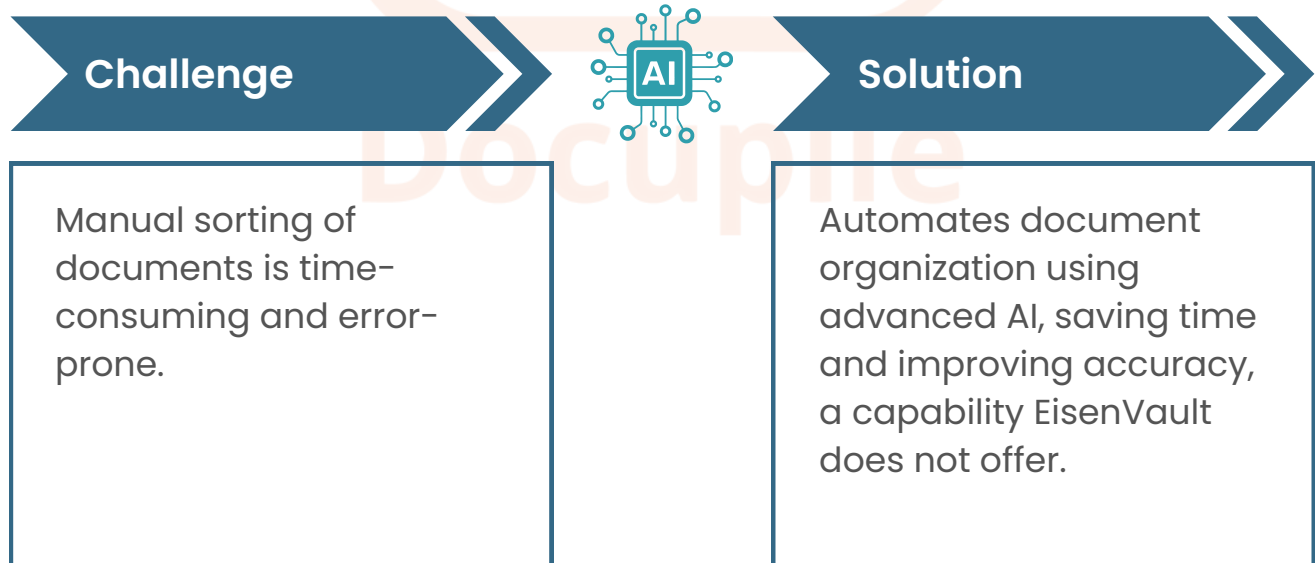 Challenge
AI
Solution
Docupile
Manual sorting of
documents is time-
consuming and error-
prone.
Automates document
organization using
advanced AI, saving time
and improving accuracy,
a capability EisenVault
does not offer.